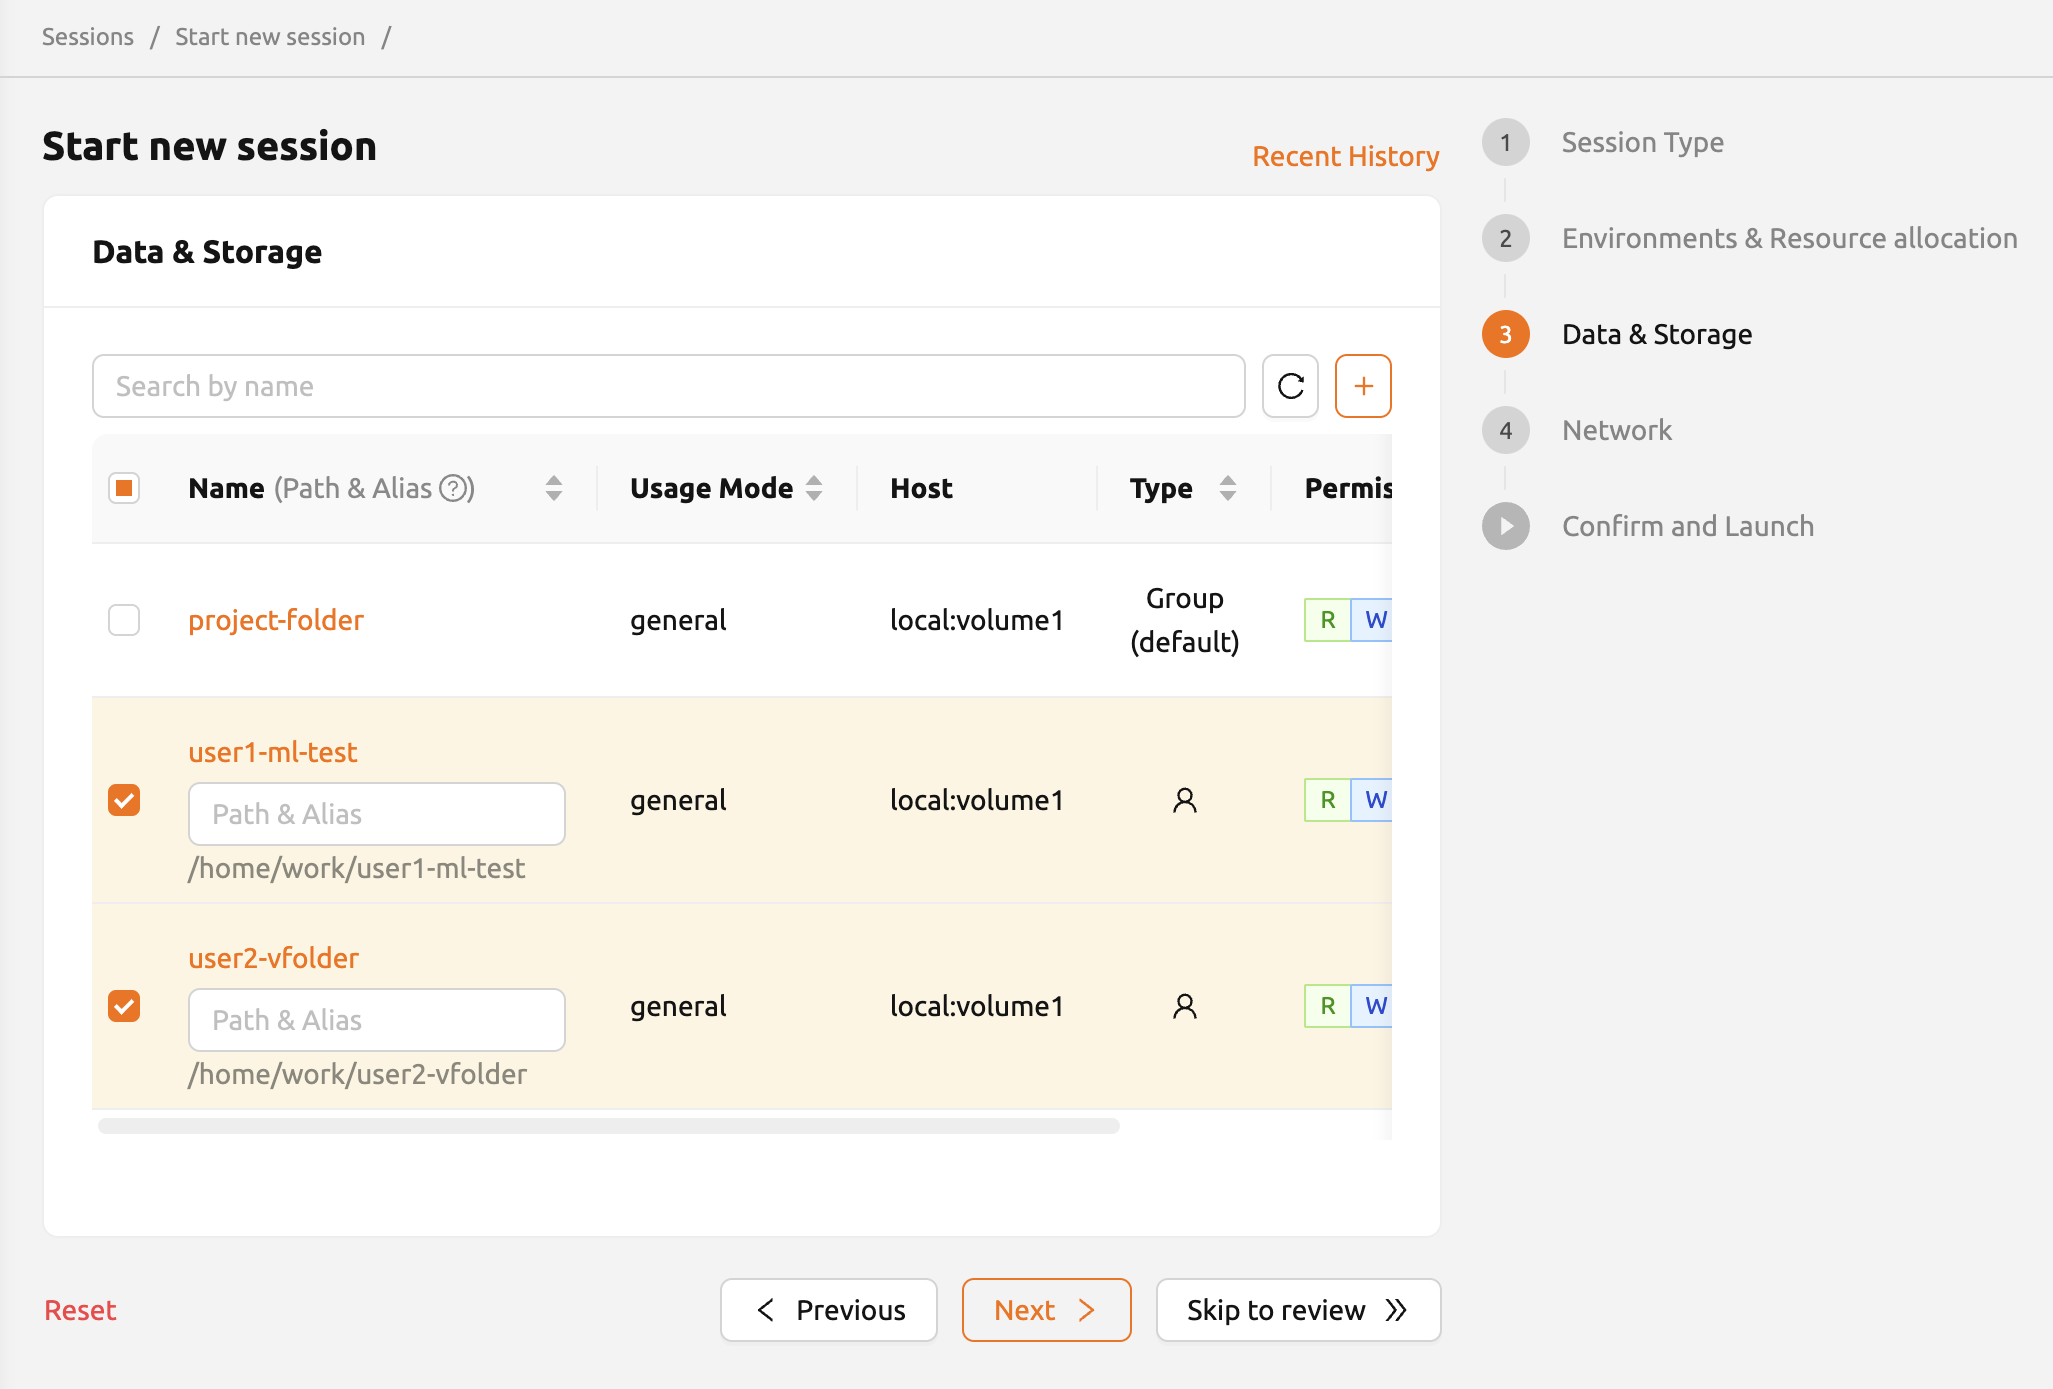 Sessions / Start new session /
Start new session
Recent History
Data & Storage
Search by name
Name (Path & Alias ?) Usage Mode Host Type Permis
project-folder general local:volume1 Group (default) R W
user1-ml-test
Path & Alias
/home/work/user1-ml-test
general local:volume1 R W
user2-vfolder
Path & Alias
/home/work/user2-vfolder
general local:volume1 R W
Reset
Previous
Next
Skip to review
1 Session Type
2 Environments & Resource allocation
3 Data & Storage
4 Network
Confirm and Launch